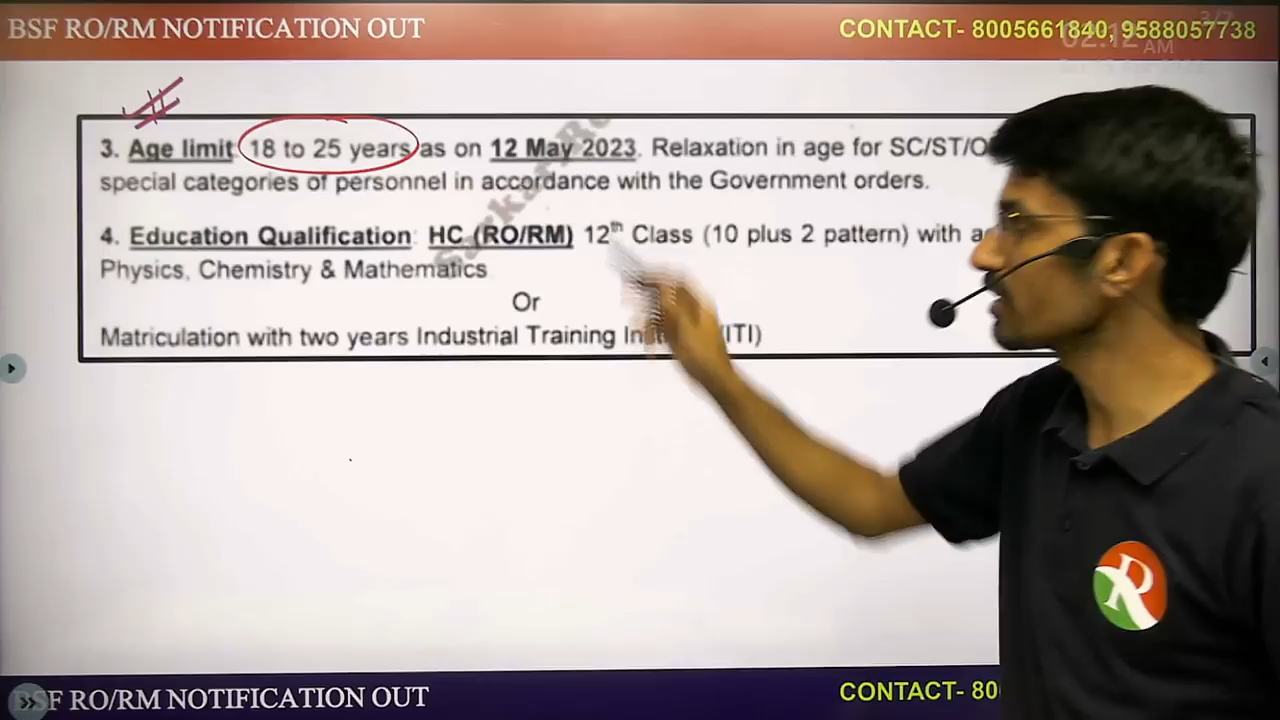 BSF RO/RM NOTIFICATION OUT
CONTACT- 8005661840, 9588057738
02:12 AM
3. Age limit: 18 to 25 years as on 12 May 2023. Relaxation in age for SC/ST/O
special categories of personnel in accordance with the Government orders.
4. Education Qualification: HC (RO/RM) 12th Class (10 plus 2 pattern) with
Physics, Chemistry & Mathematics
Or
Matriculation with two years Industrial Training (ITI)
BSF RO/RM NOTIFICATION OUT
CONTACT- 80
R